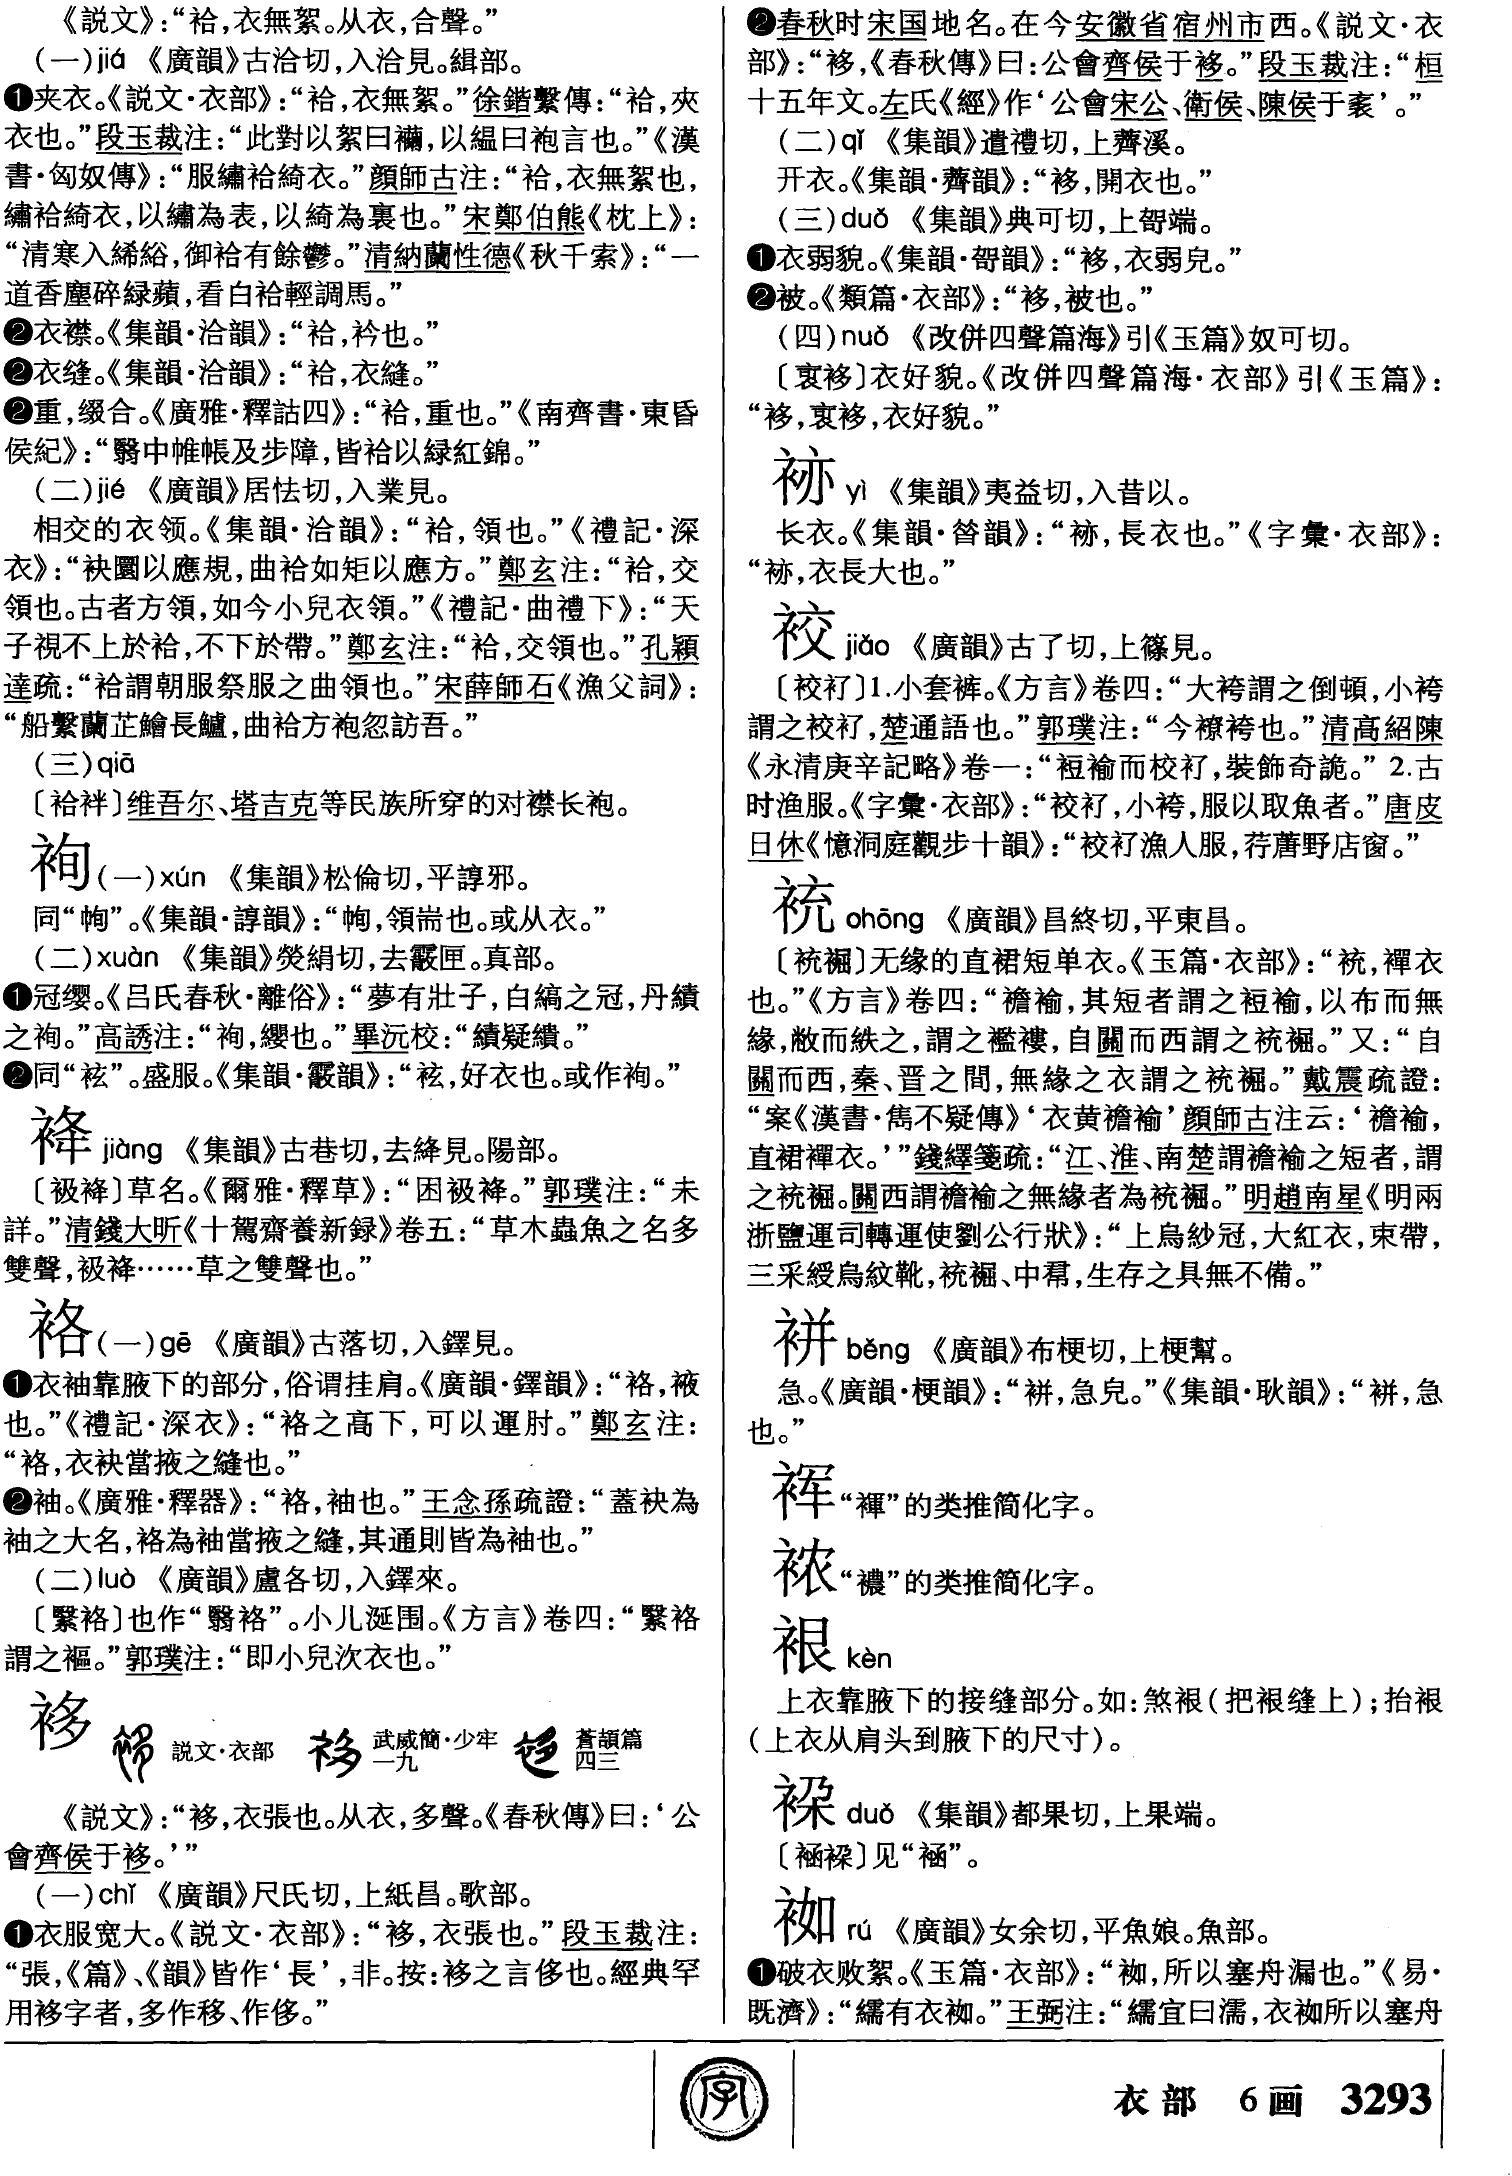 《説文》：“袷，衣無絮。从衣，合聲。”
（一）jiá 《廣韻》古洽切，入洽見。緝部。
❶夹衣。《説文·衣部》：“袷，衣無絮。”徐鍇繫傳：“袷，夾
衣也。”段玉裁注：“此對以絮曰襺，以緼曰袍言也。”《漢
書·匈奴傳》：“服繡袷綺衣。”顔師古注：“袷，衣無絮也，
繡袷綺衣，以繡為表，以綺為裏也。”宋鄭伯熊《枕上》：
“清寒入絺綌，御袷有餘鬱。”清納蘭性德《秋千索》：“一
道香塵碎緑蘋，看白袷輕調馬。”
❷衣襟。《集韻·洽韻》：“袷，衿也。”
❷衣缝。《集韻·洽韻》：“袷，衣縫。”
❷重，缀合。《廣雅·釋詁四》：“袷，重也。”《南齊書·東昏
侯紀》：“翳中帷帳及步障，皆袷以緑紅錦。”
（二）jié 《廣韻》居怯切，入業見。
相交的衣领。《集韻·洽韻》：“袷，領也。”《禮記·深
衣》：“袂圜以應規，曲袷如矩以應方。”鄭玄注：“袷，交
領也。古者方領，如今小兒衣領。”《禮記·曲禮下》：“天
子視不上於袷，不下於帶。”鄭玄注：“袷，交領也。”孔穎
達疏：“袷謂朝服祭服之曲領也。”宋薛師石《漁父詞》：
“船繫蘭芷鱠長鱸，曲袷方袍忽訪吾。”
（三）qiā
〔袷袢〕维吾尔、塔吉克等民族所穿的对襟长袍。
袧（一）xún 《集韻》松倫切，平諄邪。
同“帕”。《集韻·諄韻》：“帕，領耑也。或从衣。”
（二）xuàn 《集韻》熒絹切，去霰匣。真部。
❶冠缨。《吕氏春秋·離俗》：“夢有壯子，白縞之冠，丹績
之袧。”高誘注：“袧，纓也。”畢沅校：“績疑繢。”
❷同“袨”。盛服。《集韻·霰韻》：“袨，好衣也。或作袧。”
袶 jiàng 《集韻》古巷切，去絳見。陽部。
〔衱袶〕草名。《爾雅·釋草》：“困衱袶。”郭璞注：“未
詳。”清錢大昕《十駕齋養新録》卷五：“草木蟲魚之名多
雙聲，衱袶……草之雙聲也。”
袼（一）gē 《廣韻》古落切，入鐸見。
❶衣袖靠腋下的部分，俗谓挂肩。《廣韻·鐸韻》：“袼，袯
也。”《禮記·深衣》：“袼之高下，可以運肘。”鄭玄注：
“袼，衣袂當掖之縫也。”
❷袖。《廣雅·釋器》：“袼，袖也。”王念孫疏證：“蓋袂為
袖之大名，袼為袖當掖之縫，其通則皆為袖也。”
（二）luò 《廣韻》盧各切，入鐸來。
〔繄袼〕也作“翳袼”。小儿涎围。《方言》卷四：“繄袼
謂之裾。”郭璞注：“即小兒次衣也。”
袳 説文·衣部 武威簡·少牢一九 蒼頡篇四三
《説文》：“袳，衣張也。从衣，多聲。《春秋傳》曰：‘公
會齊侯于袳。’”
（一）chǐ 《廣韻》尺氏切，上紙昌。歌部。
❶衣服宽大。《説文·衣部》：“袳，衣張也。”段玉裁注：
“張，《篇》、《韻》皆作‘長’，非。按：袳之言侈也。經典罕
用袳字者，多作移、作侈。”
❷春秋时宋国地名。在今安徽省宿州市西。《説文·衣
部》：“袳，《春秋傳》曰：公會齊侯于袳。”段玉裁注：“桓
十五年文。左氏《經》作‘公會宋公、衛侯、陳侯于袲’。”
（二）qǐ 《集韻》遣禮切，上薺溪。
开衣。《集韻·薺韻》：“袳，開衣也。”
（三）duǒ 《集韻》典可切，上哿端。
❶衣弱貌。《集韻·哿韻》：“袳，衣弱皃。”
❷被。《類篇·衣部》：“袳，被也。”
（四）nuǒ 《改併四聲篇海》引《玉篇》奴可切。
〔裒袳〕衣好貌。《改併四聲篇海·衣部》引《玉篇》：
“袳，裒袳，衣好貌。”
袮 yì 《集韻》夷益切，入昔以。
长衣。《集韻·昝韻》：“䄿，長衣也。”《字彙·衣部》：
“䄿，衣長大也。”
䘨 jiǎo 《廣韻》古了切，上篠見。
〔䘨衦〕1.小套裤。《方言》卷四：“大袴謂之倒頓，小袴
謂之䘨衦，楚通語也。”郭璞注：“今襣袴也。”清高紹陳
《永清庚辛記略》卷一：“裋褕而校衦，裝飾奇詭。” 2.古
时渔服。《字彙·衣部》：“䘨衦，小袴，服以取魚者。”唐皮
日休《憶洞庭觀步十韻》：“䘨衦漁人服，荇蓎野店窗。”
䘪 ohōng 《廣韻》昌終切，平東昌。
〔䘪裾〕无缘的直裙短单衣。《玉篇·衣部》：“䘪，襌衣
也。”《方言》卷四：“襜褕，其短者謂之裋褕，以布而無
緣，敝而紩之，謂之襤褸，自關而西謂之䘪裾。”又：“自
關而西，秦、晋之間，無緣之衣謂之䘪裾。”戴震疏證：
“案《漢書·雋不疑傳》‘衣黄襜褕’顔師古注云：‘襜褕，
直裾襌衣。’”錢繹箋疏：“江、淮、南楚謂襜褕之短者，謂
之䘪裾。關西謂襜褕之無緣者為䘪裾。”明趙南星《明兩
浙鹽運司轉運使劉公行狀》：“上烏紗冠，大紅衣，束帶，
三采綬烏紋靴，䘪裾、中帬，生存之具無不備。”
䘰 běng 《廣韻》布梗切，上梗幫。
急。《廣韻·梗韻》：“䘰，急皃。”《集韻·耿韻》：“䘰，急
也。”
裈“褌”的类推简化字。
“襛”的类推简化字。
裉 kèn
上衣靠腋下的接缝部分。如：煞裉（把裉缝上）；抬裉
（上衣从肩头到腋下的尺寸）。
duǒ 《集韻》都果切，上果端。
见“𧛔”。
袽 rú 《廣韻》女余切，平魚娘。魚部。
❶破衣败絮。《玉篇·衣部》：“袽，所以塞舟漏也。”《易·
既濟》：“繻有衣袽。”王弼注：“繻宜曰濡，衣袽所以塞舟
字
衣部 6画 3293